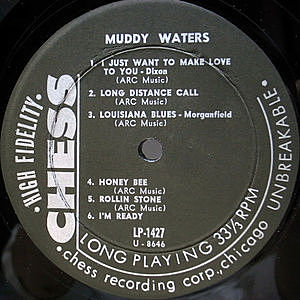 MUDDY WATERS
1. I JUST WANT TO MAKE LOVE
TO YOU - Dixon
(ARC Music)
2. LONG DISTANCE CALL
(ARC Music)
3. LOUISIANA BLUES - Morganfield
(ARC Music)
4. HONEY BEE
(ARC Music)
5. ROLLIN STONE
(ARC Music)
6. I'M READY
LP-1427
U - 8646
· HIGH FIDELITY ·
CHESS
LONG PLAYING 33⅓ RPM
UNBREAKABLE ·
· chess recording corp., chicago